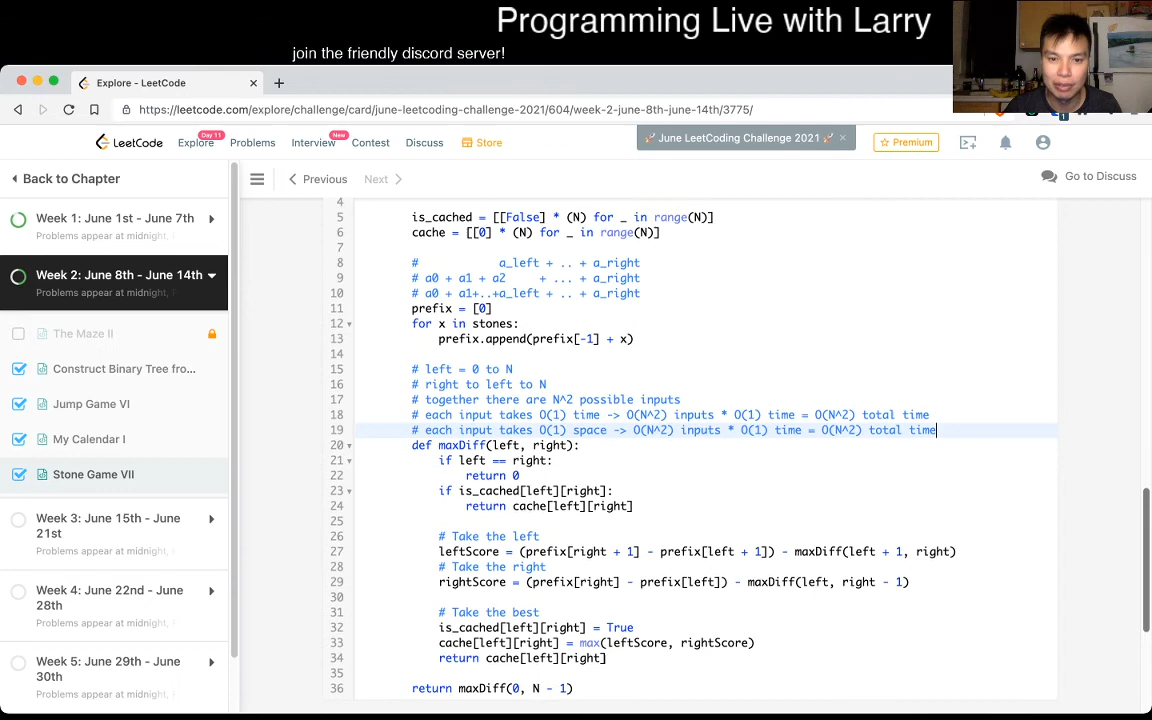 Programming Live with Larry
join the friendly discord server!
Explore - LeetCode
https://leetcode.com/explore/challenge/card/june-leetcoding-challenge-2021/604/week-2-june-8th-june-14th/3775/
LeetCode
Explore
Day 11
Problems
Interview
New
Contest
Discuss
Store
🚀 June LeetCoding Challenge 2021 🚀
Premium
Back to Chapter
Previous
Next
Go to Discuss
Week 1: June 1st - June 7th
Problems appear at midnight,
Week 2: June 8th - June 14th
Problems appear at midnight,
The Maze II
Construct Binary Tree fro...
Jump Game VI
My Calendar I
Stone Game VII
Week 3: June 15th - June
21st
Problems appear at midnight,
Week 4: June 22nd - June
28th
Problems appear at midnight,
Week 5: June 29th - June
30th
Problems appear at midnight,
4
5 is_cached = [[False] * (N) for _ in range(N)]
6 cache = [[0] * (N) for _ in range(N)]
7
8 #            a_left + .. + a_right
9 # a0 + a1 + a2     + ... + a_right
10 # a0 + a1+..+a_left + .. + a_right
11 prefix = [0]
12 for x in stones:
13 prefix.append(prefix[-1] + x)
14
15 # left = 0 to N
16 # right to left to N
17 # together there are N^2 possible inputs
18 # each input takes O(1) time -> O(N^2) inputs * O(1) time = O(N^2) total time
19 # each input takes O(1) space -> O(N^2) inputs * O(1) time = O(N^2) total time
20 def maxDiff(left, right):
21 if left == right:
22 return 0
23 if is_cached[left][right]:
24 return cache[left][right]
25
26 # Take the left
27 leftScore = (prefix[right + 1] - prefix[left + 1]) - maxDiff(left + 1, right)
28 # Take the right
29 rightScore = (prefix[right] - prefix[left]) - maxDiff(left, right - 1)
30
31 # Take the best
32 is_cached[left][right] = True
33 cache[left][right] = max(leftScore, rightScore)
34 return cache[left][right]
35
36 return maxDiff(0, N - 1)